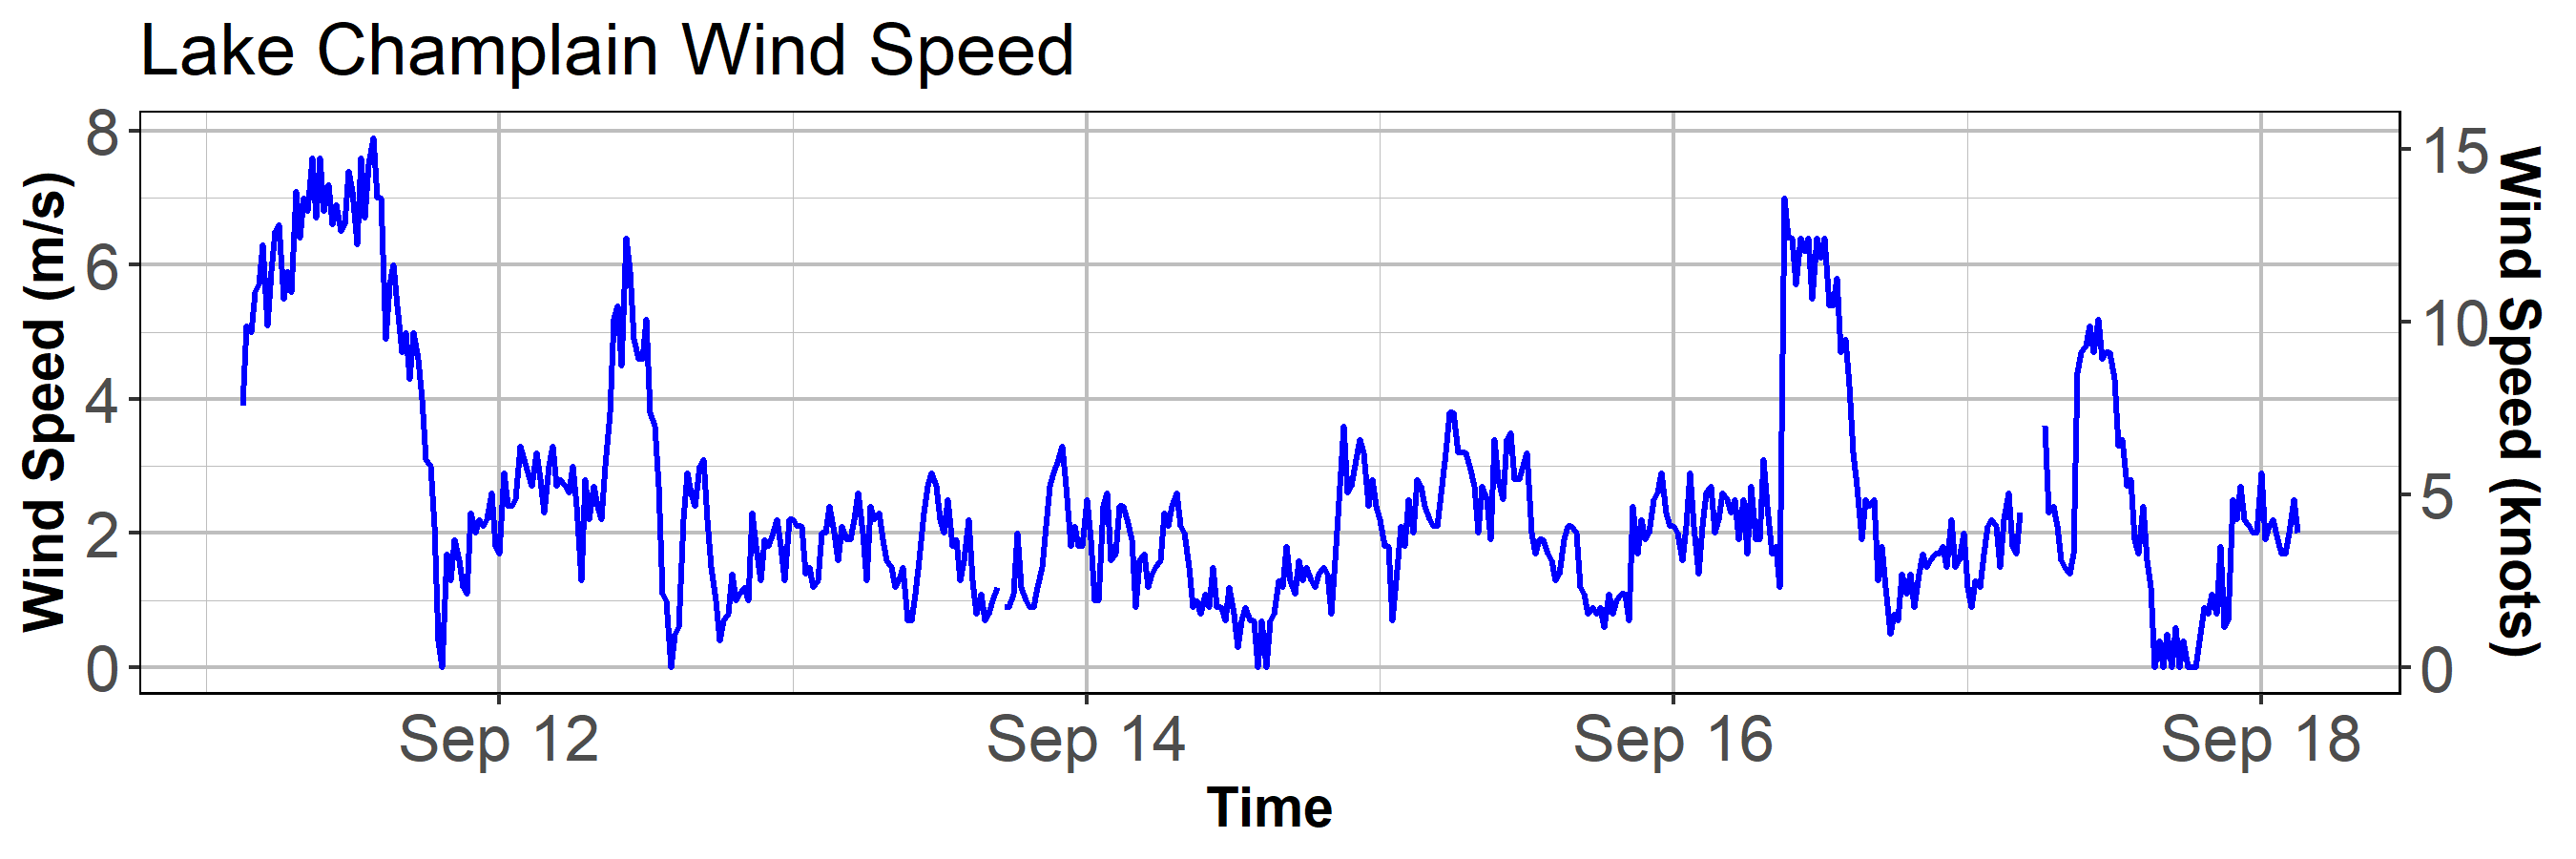 Lake Champlain Wind Speed
Wind Speed (m/s)
8
6
4
2
0
15
10
5
0
Wind Speed (knots)
Sep 12 Sep 14 Sep 16 Sep 18
Time